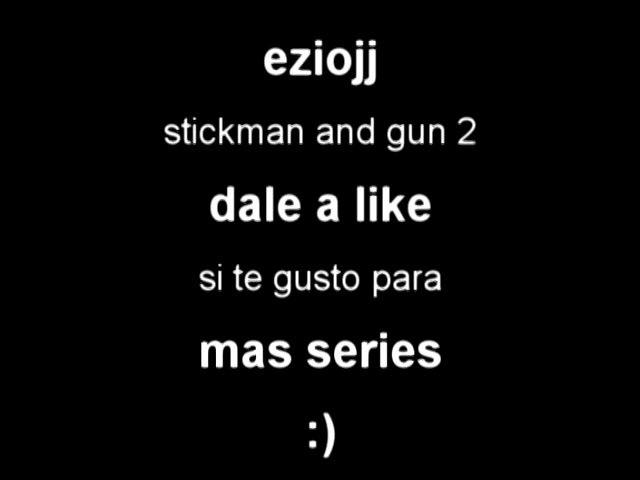 eziojj
stickman and gun 2
dale a like
si te gusto para
mas series
:)